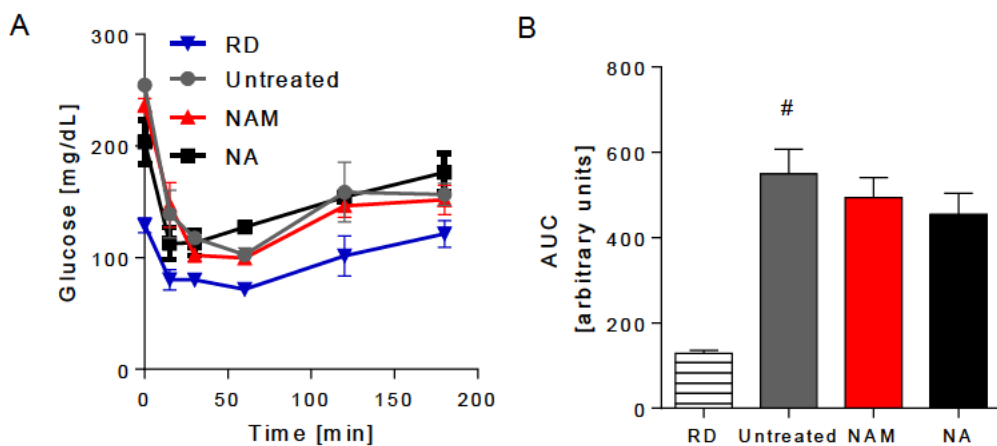 A
Glucose [mg/dL]
300
200
100
0
RD
Untreated
NAM
NA
0
50
100
150
200
Time [min]
B
AUC
[arbitrary units]
800
600
400
200
0
#
RD
Untreated
NAM
NA